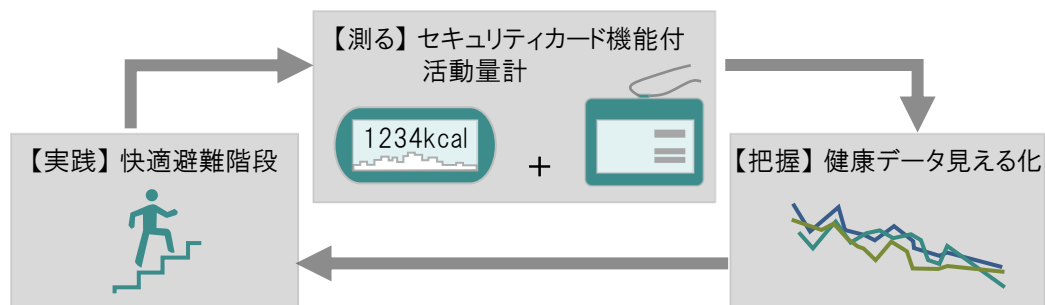 【測る】セキュリティカード機能付
活動量計
1234kcal
+
【実践】快適避難階段
【把握】健康データ見える化